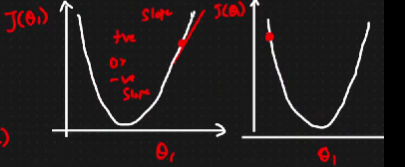 J(θ₁)
Slope
+ve
or
-ve
Slope
θ₁
J(θ)
θ₁
)